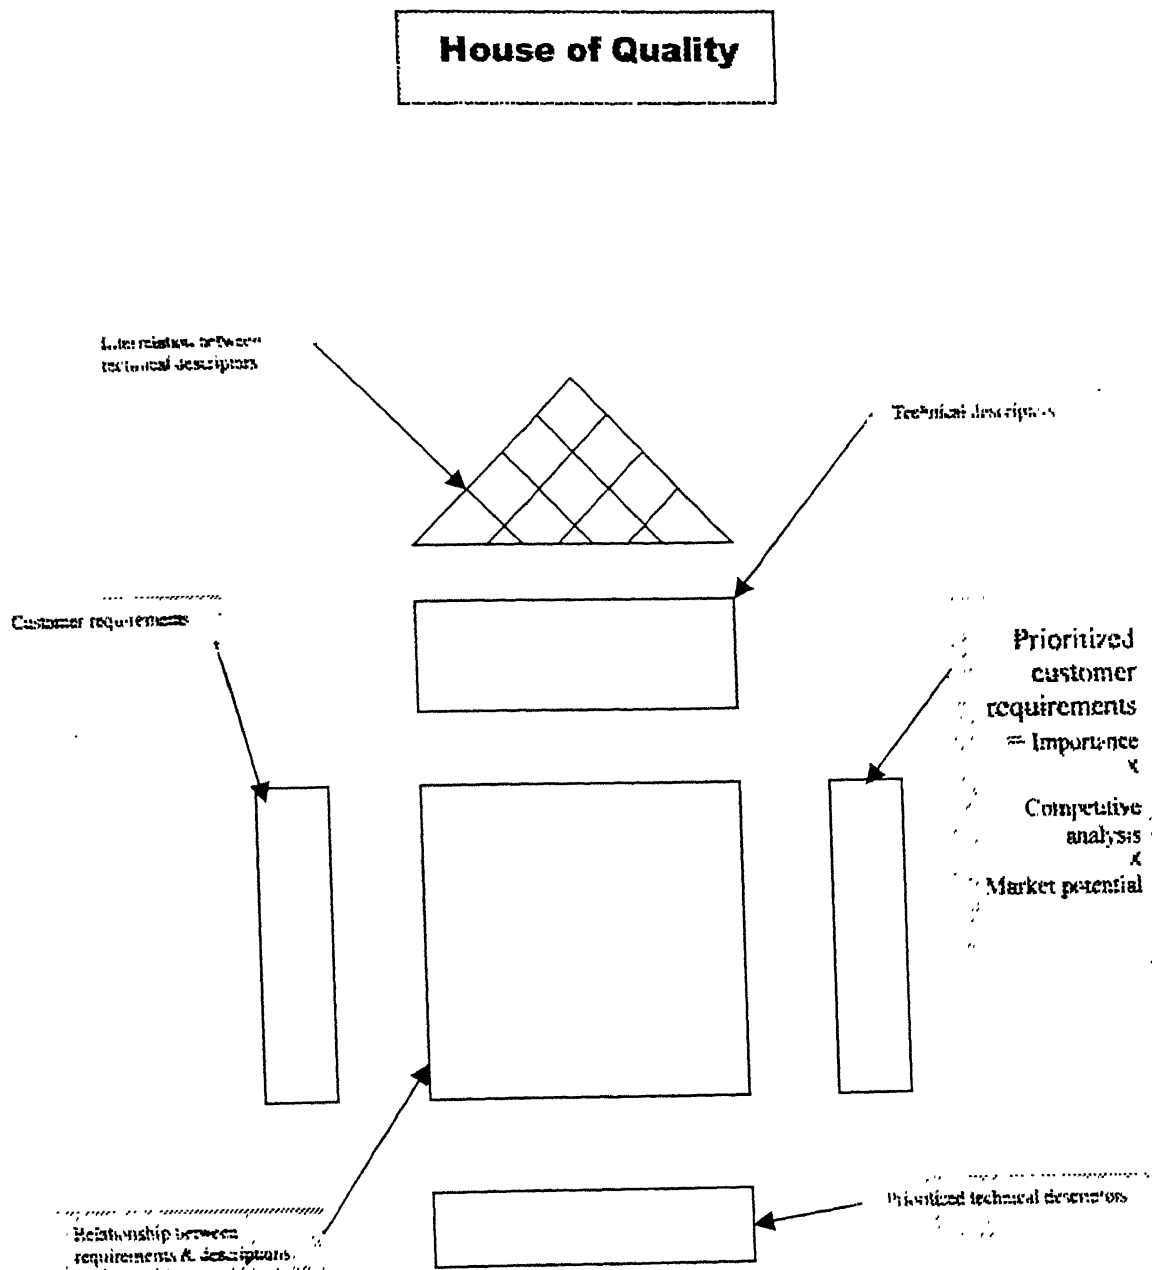 House of Quality
Interrelation between
technical descriptors
Technical descriptors
Customer requirements
Prioritized
customer
requirements
= Importance
x
Competitive
analysis
x
Market potential
Prioritized technical descriptors
Relationship between
requirements & descriptions